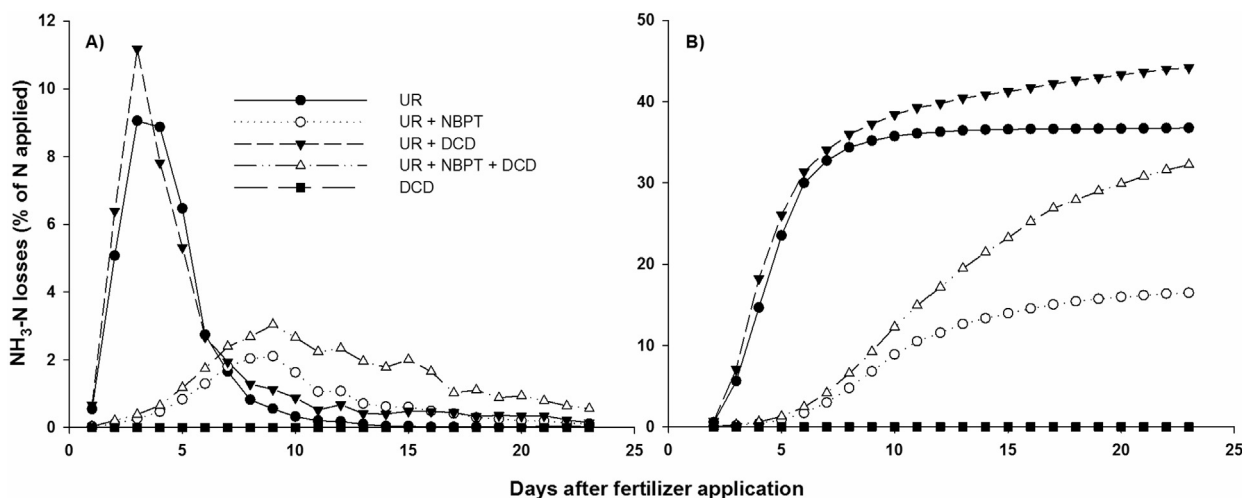 A)
B)
NH3-N losses (% of N applied)
12
10
8
6
4
2
0
UR
UR + NBPT
UR + DCD
UR + NBPT + DCD
DCD
0 5 10 15 20 25
50
40
30
20
10
0
0 5 10 15 20 25
Days after fertilizer application